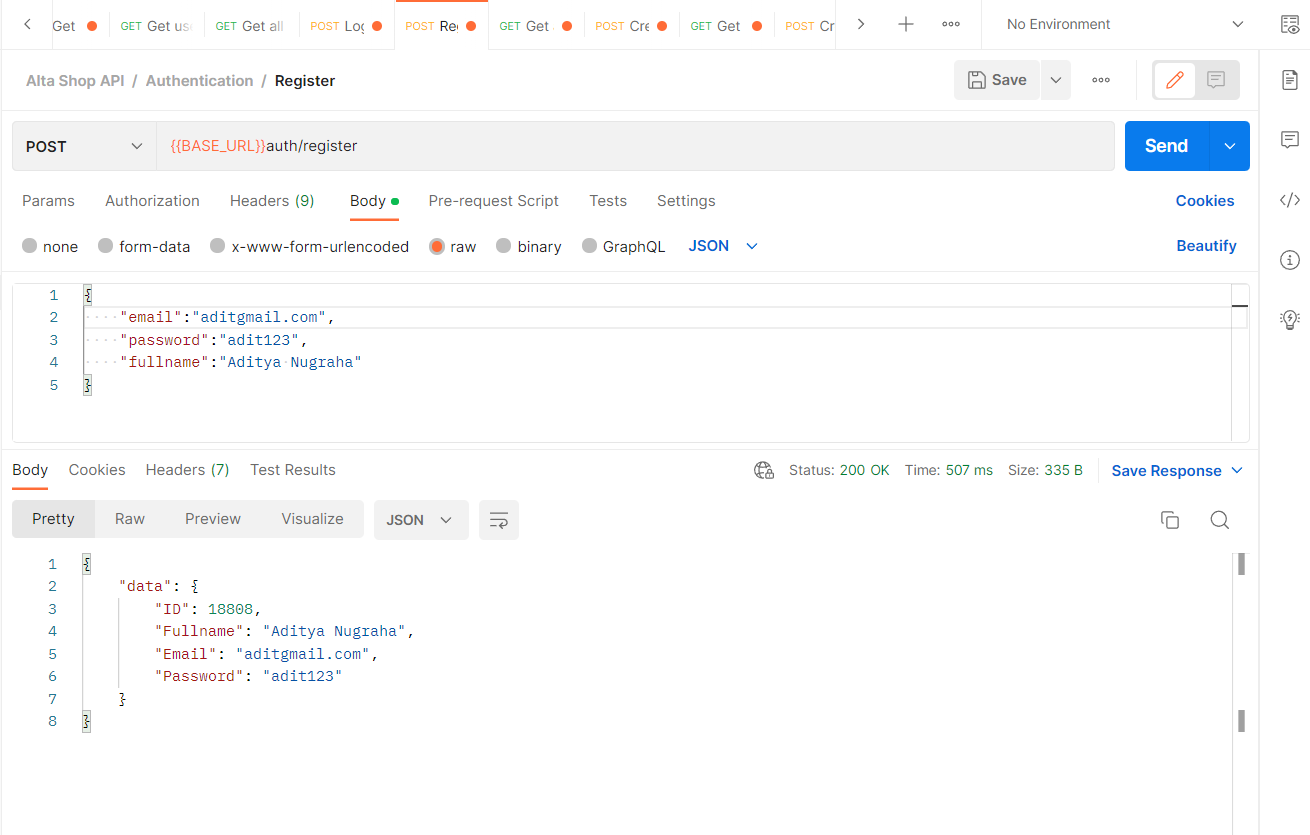 Get GET Get us GET Get all POST Log POST Reg GET Get POST Cre GET Get POST Cr No Environment
Alta Shop API / Authentication / Register Save
POST {{BASE_URL}}auth/register Send
Params Authorization Headers (9) Body Pre-request Script Tests Settings Cookies
none form-data x-www-form-urlencoded raw binary GraphQL JSON Beautify
1 {
2 "email":"aditgmail.com",
3 "password":"adit123",
4 "fullname":"Aditya Nugraha"
5 }
Body Cookies Headers (7) Test Results Status: 200 OK Time: 507 ms Size: 335 B Save Response
Pretty Raw Preview Visualize JSON
1 {
2 "data": {
3 "ID": 18808,
4 "Fullname": "Aditya Nugraha",
5 "Email": "aditgmail.com",
6 "Password": "adit123"
7 }
8 }